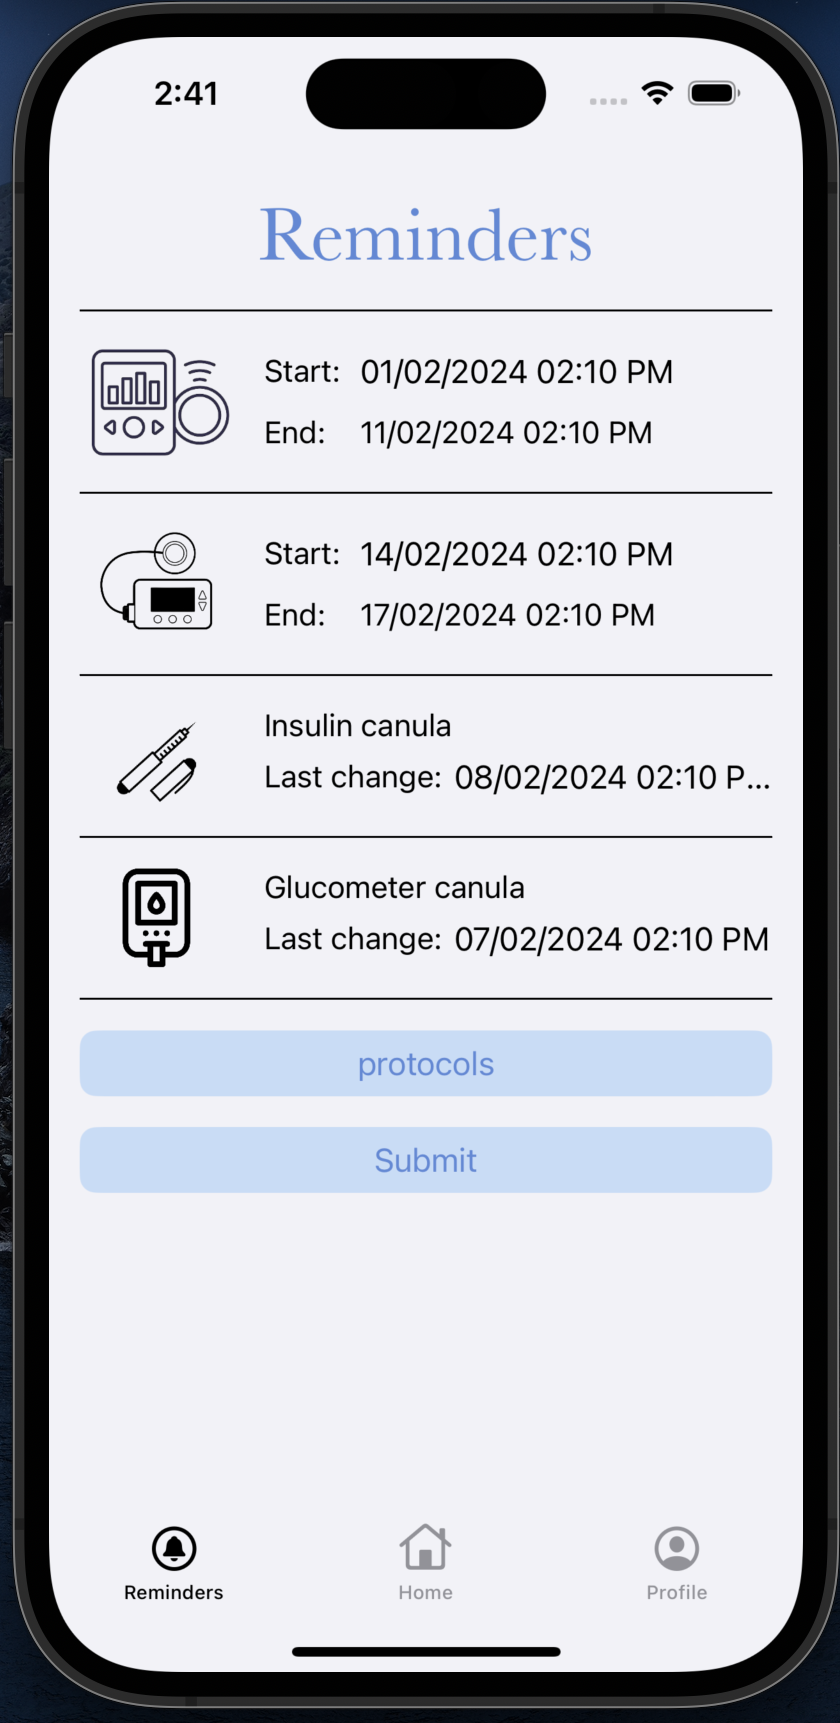 2:41
Reminders
Start: 01/02/2024 02:10 PM
End: 11/02/2024 02:10 PM
Start: 14/02/2024 02:10 PM
End: 17/02/2024 02:10 PM
Insulin canula
Last change: 08/02/2024 02:10 P...
Glucometer canula
Last change: 07/02/2024 02:10 PM
protocols
Submit
Reminders Home Profile